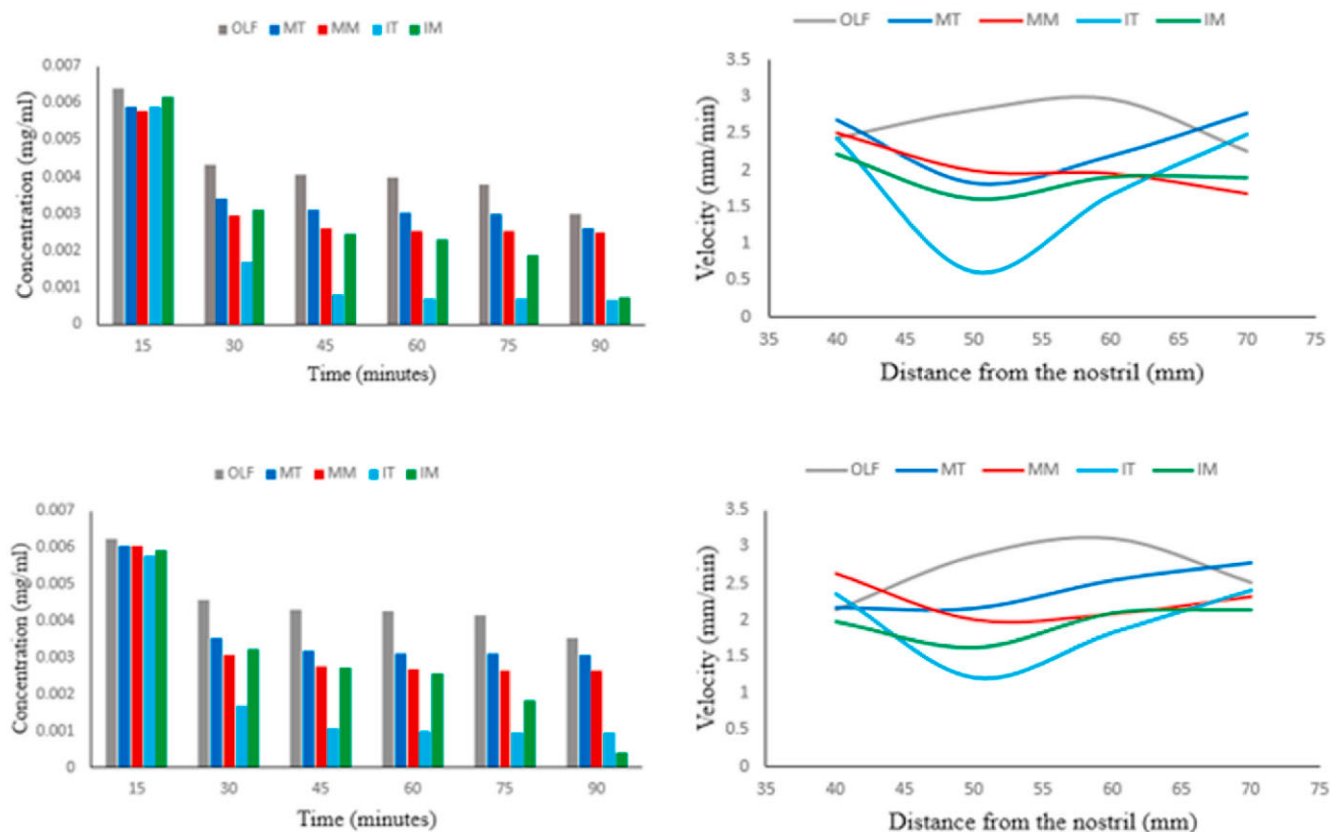 OLF MT MM IT IM
0.007
0.006
0.005
0.004
0.003
0.002
0.001
0
Concentration (mg/ml)
15 30 45 60 75 90
Time (minutes)
OLF MT MM IT IM
3.5
3
2.5
2
1.5
1
0.5
0
Velocity (mm/min)
35 40 45 50 55 60 65 70 75
Distance from the nostril (mm)
OLF MT MM IT IM
0.007
0.006
0.005
0.004
0.003
0.002
0.001
0
Concentration (mg/ml)
15 30 45 60 75 90
Time (minutes)
OLF MT MM IT IM
3.5
3
2.5
2
1.5
1
0.5
0
Velocity (mm/min)
35 40 45 50 55 60 65 70 75
Distance from the nostril (mm)